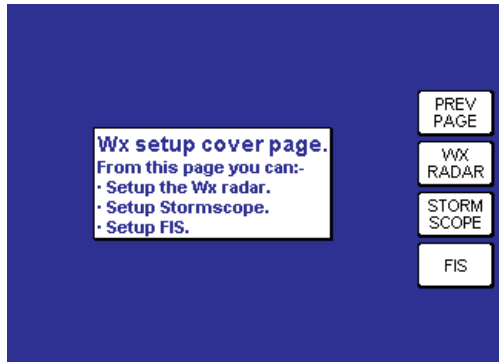 Wx setup cover page.
From this page you can:-
· Setup the Wx radar.
· Setup Stormscope.
· Setup FIS.
PREV
PAGE
WX
RADAR
STORM
SCOPE
FIS